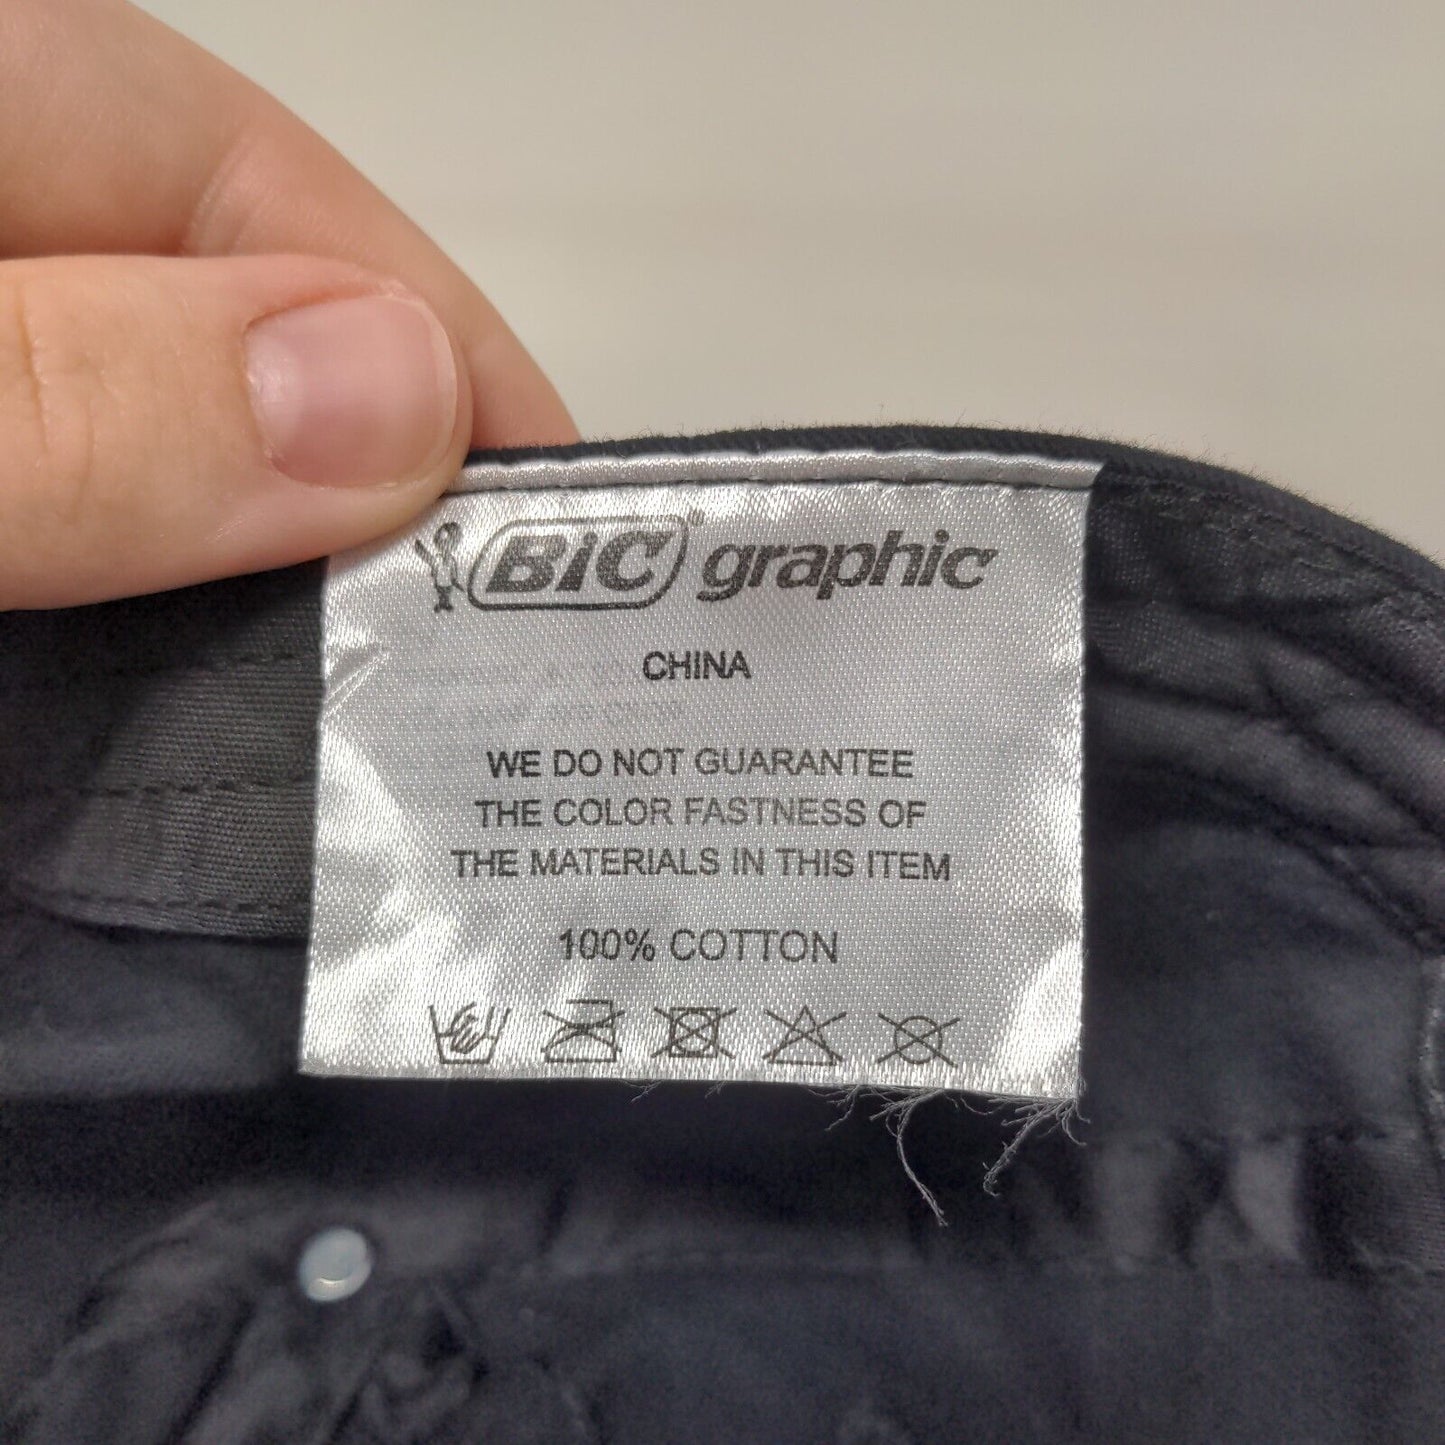 BiC® graphic
CHINA
WE DO NOT GUARANTEE
THE COLOR FASTNESS OF
THE MATERIALS IN THIS ITEM
100% COTTON